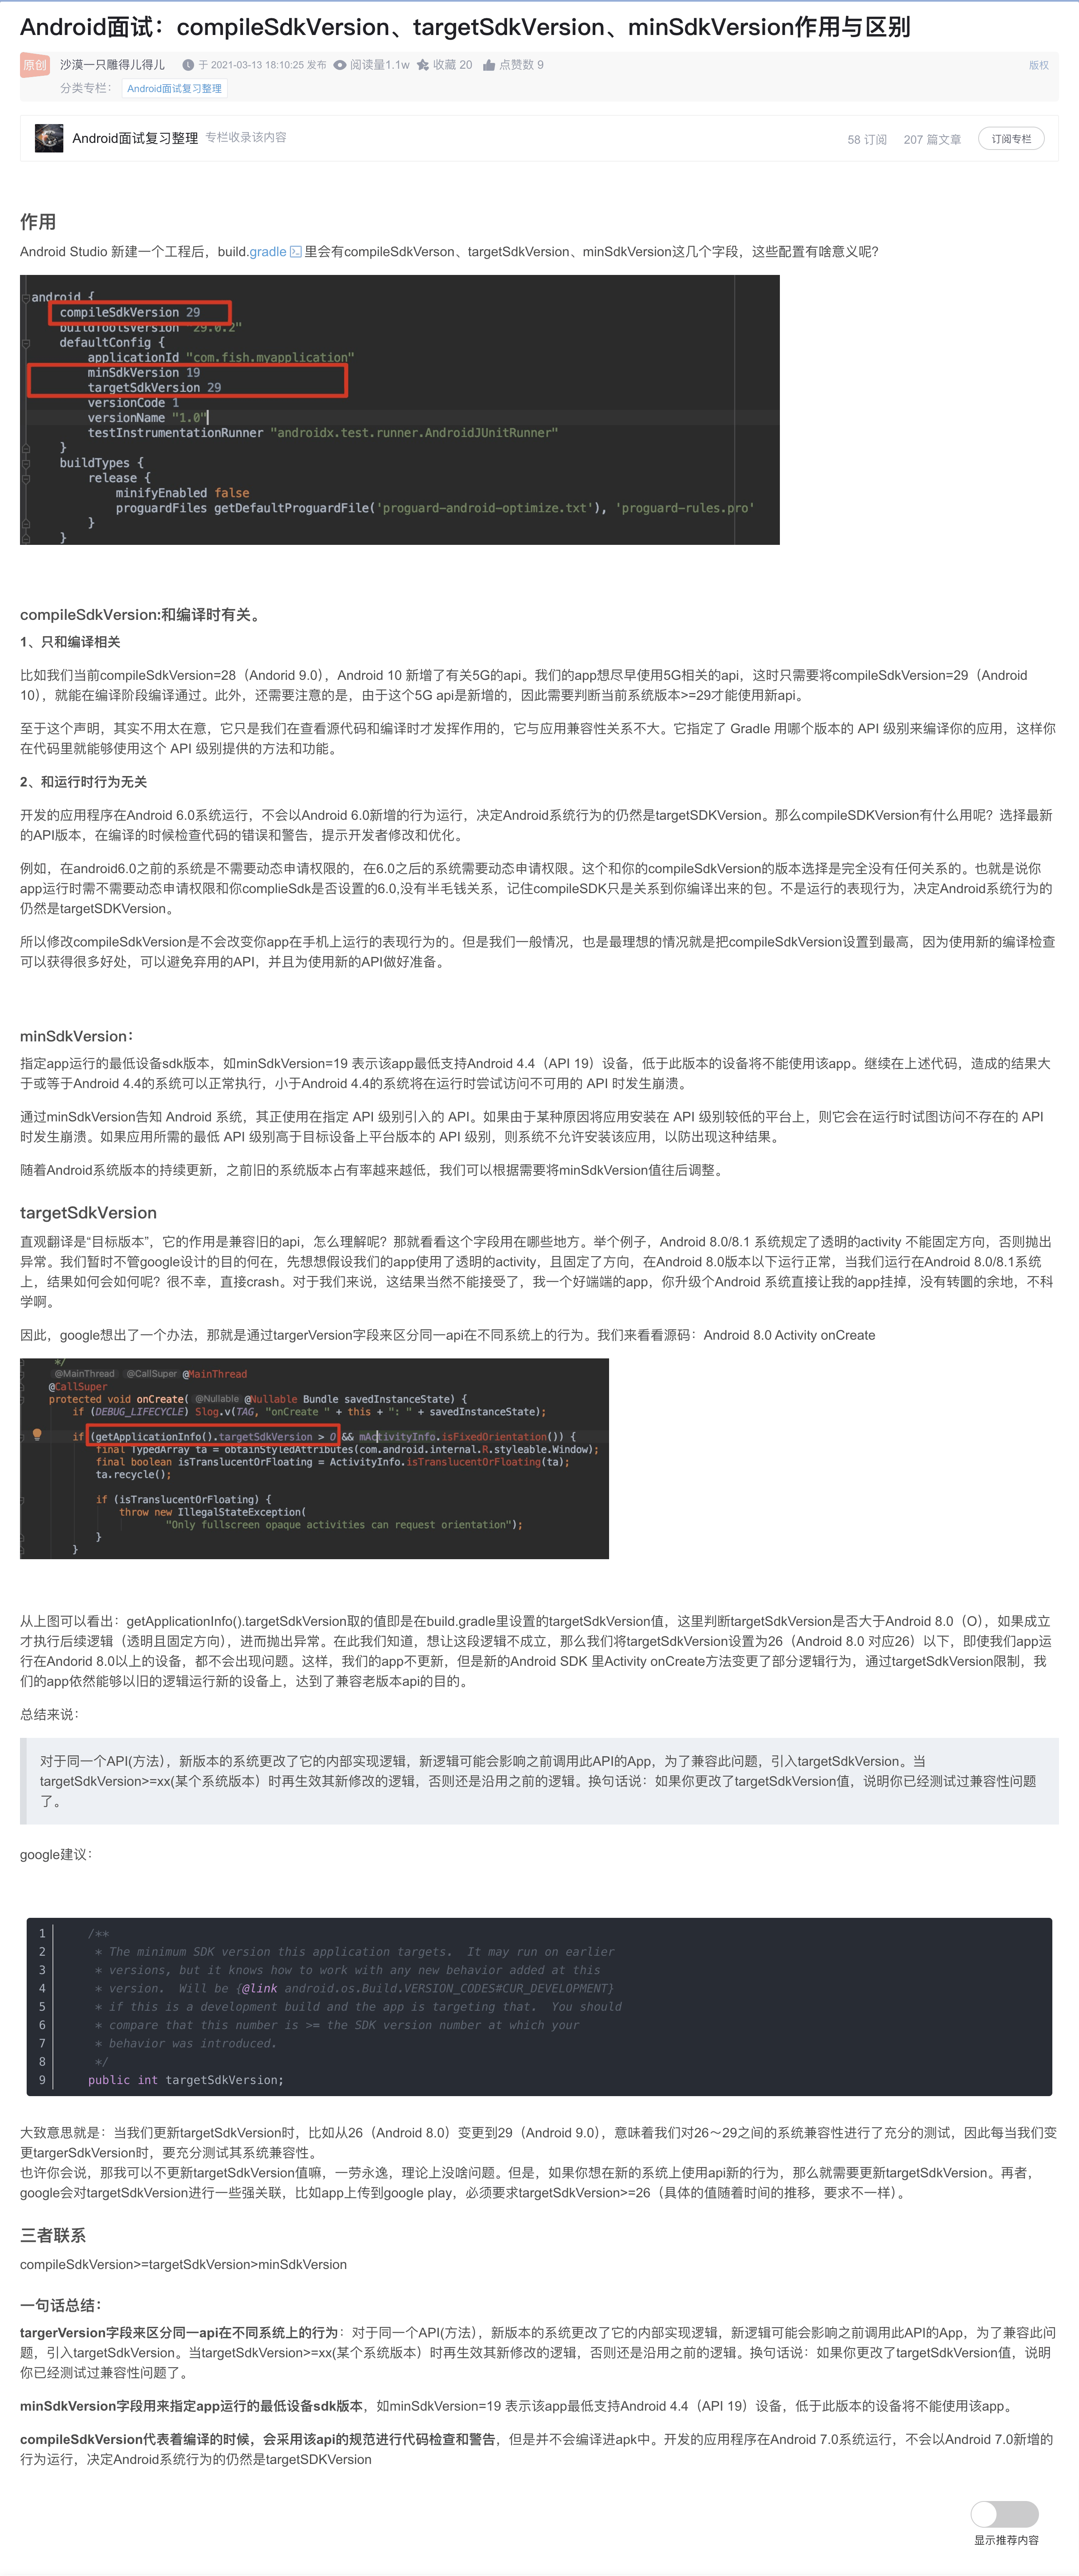 Android面试：compileSdkVersion、targetSdkVersion、minSdkVersion作用与区别
原创 沙漠一只雕得儿得儿 于 2021-03-13 18:10:25 发布 阅读量1.1w 收藏 20 点赞数 9 版权
分类专栏： Android面试复习整理
Android面试复习整理 专栏收录该内容 58 订阅 207 篇文章 订阅专栏
作用
Android Studio 新建一个工程后，build.gradle 里会有compileSdkVerson、targetSdkVersion、minSdkVersion这几个字段，这些配置有啥意义呢？
android {
compileSdkVersion 29
buildToolsVersion "29.0.2"
defaultConfig {
applicationId "com.fish.myapplication"
minSdkVersion 19
targetSdkVersion 29
versionCode 1
versionName "1.0"
testInstrumentationRunner "androidx.test.runner.AndroidJUnitRunner"
}
buildTypes {
release {
minifyEnabled false
proguardFiles getDefaultProguardFile('proguard-android-optimize.txt'), 'proguard-rules.pro'
}
}
compileSdkVersion:和编译时有关。
1、只和编译相关
比如我们当前compileSdkVersion=28（Andorid 9.0），Android 10 新增了有关5G的api。我们的app想尽早使用5G相关的api，这时只需要将compileSdkVersion=29（Android
10），就能在编译阶段编译通过。此外，还需要注意的是，由于这个5G api是新增的，因此需要判断当前系统版本>=29才能使用新api。
至于这个声明，其实不用太在意，它只是我们在查看源代码和编译时才发挥作用的，它与应用兼容性关系不大。它指定了 Gradle 用哪个版本的 API 级别来编译你的应用，这样你
在代码里就能够使用这个 API 级别提供的方法和功能。
2、和运行时行为无关
开发的应用程序在Android 6.0系统运行，不会以Android 6.0新增的行为运行，决定Android系统行为的仍然是targetSDKVersion。那么compileSDKVersion有什么用呢？选择最新
的API版本，在编译的时候检查代码的错误和警告，提示开发者修改和优化。
例如，在android6.0之前的系统是不需要动态申请权限的，在6.0之后的系统需要动态申请权限。这个和你的compileSdkVersion的版本选择是完全没有任何关系的。也就是说你
app运行时需不需要动态申请权限和你complieSdk是否设置的6.0,没有半毛钱关系，记住compileSDK只是关系到你编译出来的包。不是运行的表现行为，决定Android系统行为的
仍然是targetSDKVersion。
所以修改compileSdkVersion是不会改变你app在手机上运行的表现行为的。但是我们一般情况，也是最理想的情况就是把compileSdkVersion设置到最高，因为使用新的编译检查
可以获得很多好处，可以避免弃用的API，并且为使用新的API做好准备。
minSdkVersion：
指定app运行的最低设备sdk版本，如minSdkVersion=19 表示该app最低支持Android 4.4（API 19）设备，低于此版本的设备将不能使用该app。继续在上述代码，造成的结果大
于或等于Android 4.4的系统可以正常执行，小于Android 4.4的系统将在运行时尝试访问不可用的 API 时发生崩溃。
通过minSdkVersion告知 Android 系统，其正使用在指定 API 级别引入的 API。如果由于某种原因将应用安装在 API 级别较低的平台上，则它会在运行时试图访问不存在的 API
时发生崩溃。如果应用所需的最低 API 级别高于目标设备上平台版本的 API 级别，则系统不允许安装该应用，以防出现这种结果。
随着Android系统版本的持续更新，之前旧的系统版本占有率越来越低，我们可以根据需要将minSdkVersion值往后调整。
targetSdkVersion
直观翻译是“目标版本”，它的作用是兼容旧的api，怎么理解呢？那就看看这个字段用在哪些地方。举个例子，Android 8.0/8.1 系统规定了透明的activity 不能固定方向，否则抛出
异常。我们暂时不管google设计的目的何在，先想想假设我们的app使用了透明的activity，且固定了方向，在Android 8.0版本以下运行正常，当我们运行在Android 8.0/8.1系统
上，结果如何会如何呢？很不幸，直接crash。对于我们来说，这结果当然不能接受了，我一个好端端的app，你升级个Android 系统直接让我的app挂掉，没有转圜的余地，不科
学啊。
因此，google想出了一个办法，那就是通过targerVersion字段来区分同一api在不同系统上的行为。我们来看看源码：Android 8.0 Activity onCreate
*/
@MainThread @CallSuper @MainThread
@CallSuper
protected void onCreate( @Nullable @Nullable Bundle savedInstanceState) {
if (DEBUG_LIFECYCLE) Slog.v(TAG, "onCreate " + this + ": " + savedInstanceState);
if (getApplicationInfo().targetSdkVersion > O && mActivityInfo.isFixedOrientation()) {
final TypedArray ta = obtainStyledAttributes(com.android.internal.R.styleable.Window);
final boolean isTranslucentOrFloating = ActivityInfo.isTranslucentOrFloating(ta);
ta.recycle();
if (isTranslucentOrFloating) {
throw new IllegalStateException(
"Only fullscreen opaque activities can request orientation");
}
}
从上图可以看出：getApplicationInfo().targetSdkVersion取的值即是在build.gradle里设置的targetSdkVersion值，这里判断targetSdkVersion是否大于Android 8.0（O），如果成立
才执行后续逻辑（透明且固定方向），进而抛出异常。在此我们知道，想让这段逻辑不成立，那么我们将targetSdkVersion设置为26（Android 8.0 对应26）以下，即使我们app运
行在Andorid 8.0以上的设备，都不会出现问题。这样，我们的app不更新，但是新的Android SDK 里Activity onCreate方法变更了部分逻辑行为，通过targetSdkVersion限制，我
们的app依然能够以旧的逻辑运行新的设备上，达到了兼容老版本api的目的。
总结来说：
对于同一个API(方法），新版本的系统更改了它的内部实现逻辑，新逻辑可能会影响之前调用此API的App，为了兼容此问题，引入targetSdkVersion。当
targetSdkVersion>=xx(某个系统版本）时再生效其新修改的逻辑，否则还是沿用之前的逻辑。换句话说：如果你更改了targetSdkVersion值，说明你已经测试过兼容性问题
了。
google建议：
1 /**
2 * The minimum SDK version this application targets. It may run on earlier
3 * versions, but it knows how to work with any new behavior added at this
4 * version. Will be {@link android.os.Build.VERSION_CODES#CUR_DEVELOPMENT}
5 * if this is a development build and the app is targeting that. You should
6 * compare that this number is >= the SDK version number at which your
7 * behavior was introduced.
8 */
9 public int targetSdkVersion;
大致意思就是：当我们更新targetSdkVersion时，比如从26（Android 8.0）变更到29（Android 9.0），意味着我们对26～29之间的系统兼容性进行了充分的测试，因此每当我们变
更targerSdkVersion时，要充分测试其系统兼容性。
也许你会说，那我可以不更新targetSdkVersion值嘛，一劳永逸，理论上没啥问题。但是，如果你想在新的系统上使用api新的行为，那么就需要更新targetSdkVersion。再者，
google会对targetSdkVersion进行一些强关联，比如app上传到google play，必须要求targetSdkVersion>=26（具体的值随着时间的推移，要求不一样）。
三者联系
compileSdkVersion>=targetSdkVersion>minSdkVersion
一句话总结：
targerVersion字段来区分同一api在不同系统上的行为：对于同一个API(方法），新版本的系统更改了它的内部实现逻辑，新逻辑可能会影响之前调用此API的App，为了兼容此问
题，引入targetSdkVersion。当targetSdkVersion>=xx(某个系统版本）时再生效其新修改的逻辑，否则还是沿用之前的逻辑。换句话说：如果你更改了targetSdkVersion值，说明
你已经测试过兼容性问题了。
minSdkVersion字段用来指定app运行的最低设备sdk版本，如minSdkVersion=19 表示该app最低支持Android 4.4（API 19）设备，低于此版本的设备将不能使用该app。
compileSdkVersion代表着编译的时候，会采用该api的规范进行代码检查和警告，但是并不会编译进apk中。开发的应用程序在Android 7.0系统运行，不会以Android 7.0新增的
行为运行，决定Android系统行为的仍然是targetSDKVersion
显示推荐内容